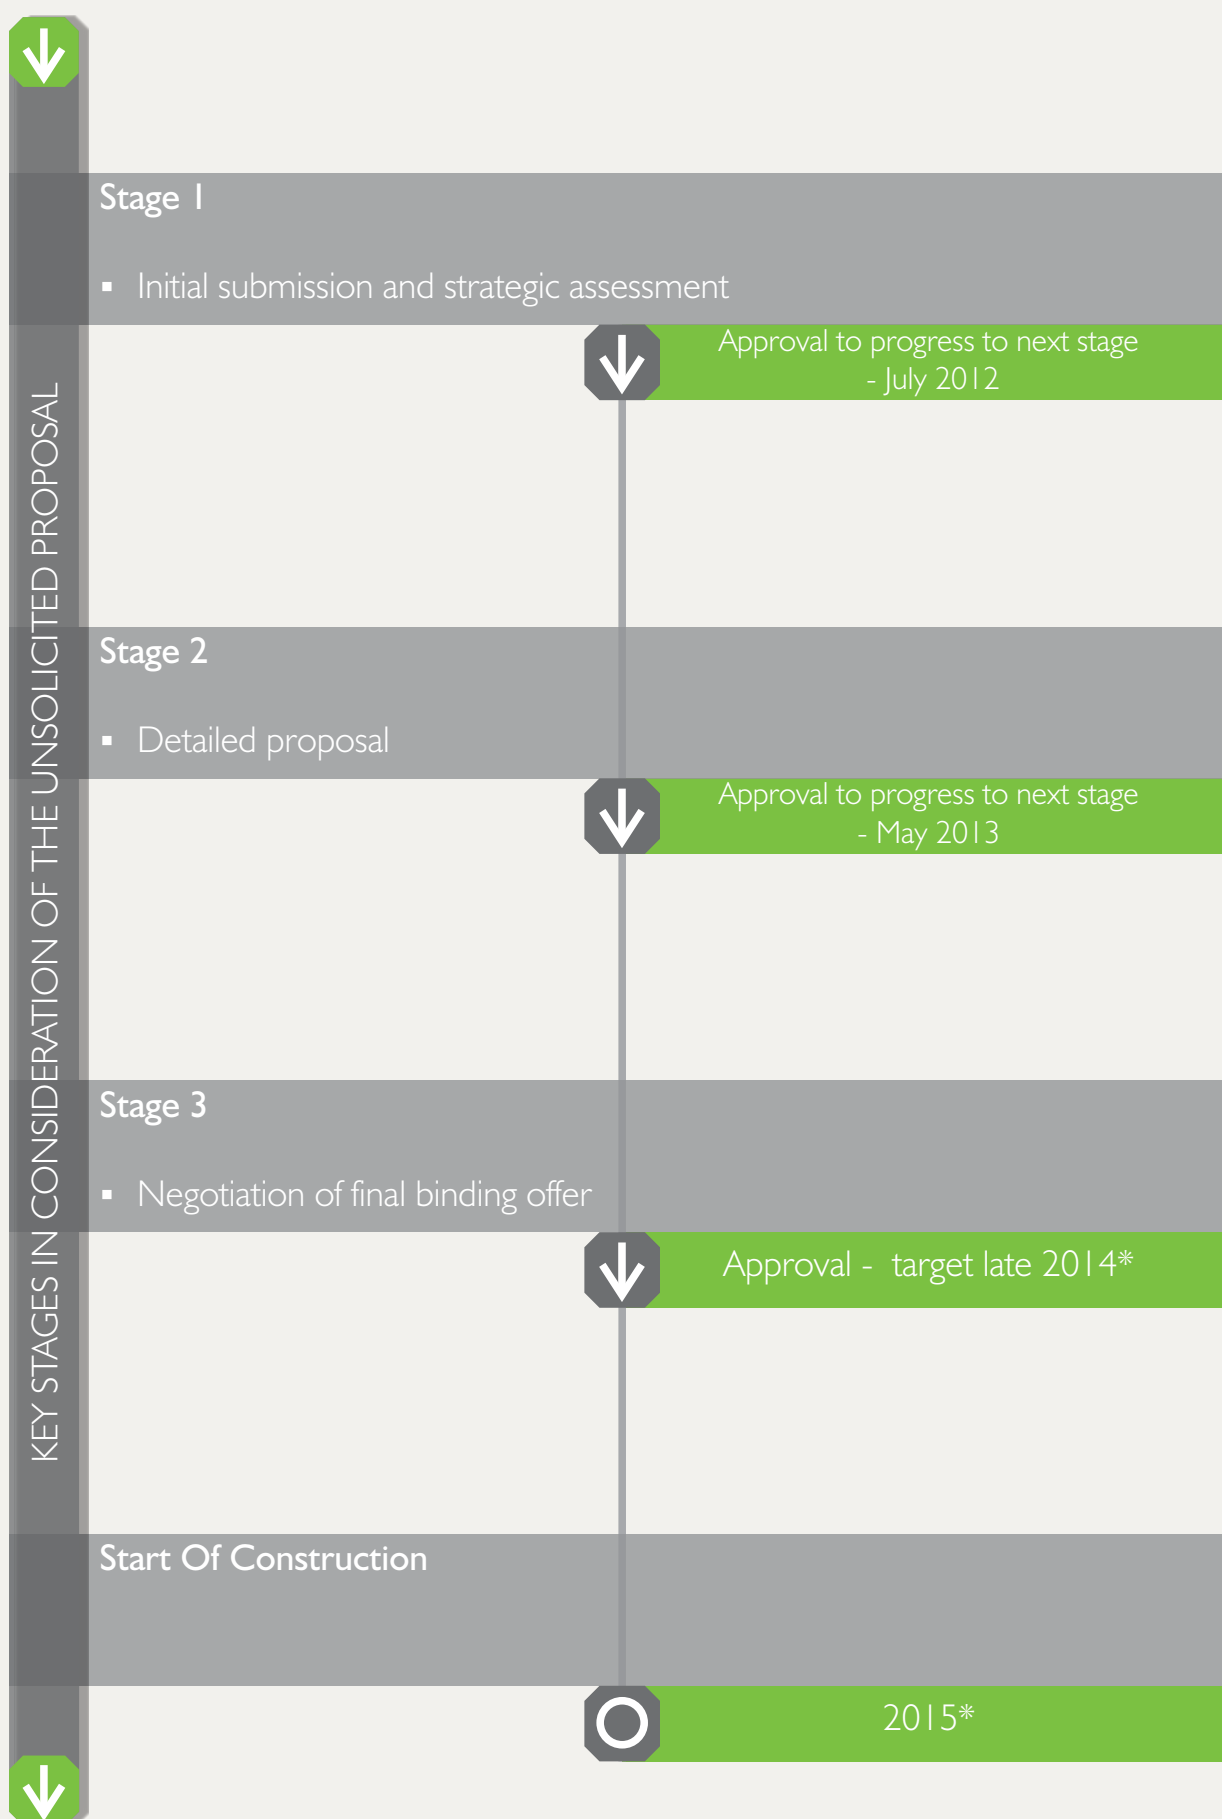 KEY STAGES IN CONSIDERATION OF THE UNSOLICITED PROPOSAL
Stage 1
▪ Initial submission and strategic assessment
Approval to progress to next stage
- July 2012
Stage 2
▪ Detailed proposal
Approval to progress to next stage
- May 2013
Stage 3
▪ Negotiation of final binding offer
Approval - target late 2014*
Start Of Construction
2015*